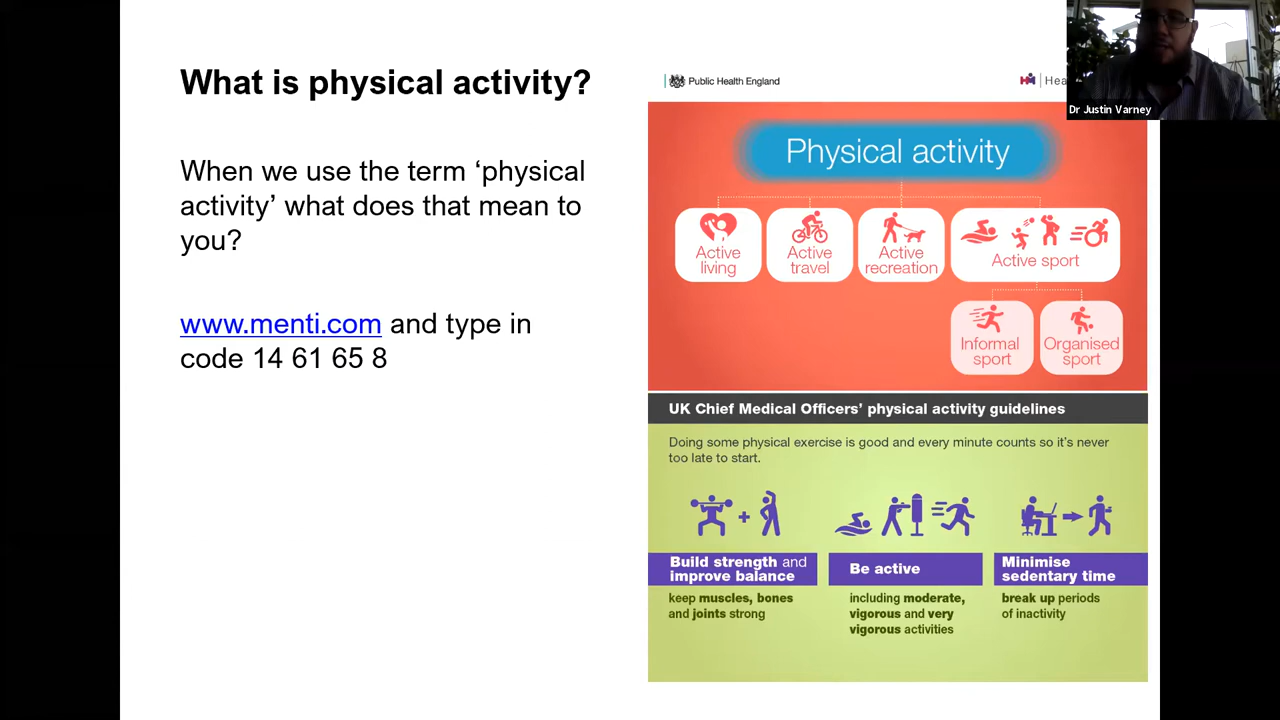 What is physical activity?
When we use the term ‘physical
activity’ what does that mean to
you?
www.menti.com and type in
code 14 61 65 8
Public Health England
Dr Justin Varney
Physical activity
Active
living
Active
travel
Active
recreation
Active sport
Informal
sport
Organised
sport
UK Chief Medical Officers’ physical activity guidelines
Doing some physical exercise is good and every minute counts so it’s never
too late to start.
Build strength and
improve balance
keep muscles, bones
and joints strong
Be active
including moderate,
vigorous and very
vigorous activities
Minimise
sedentary time
break up periods
of inactivity